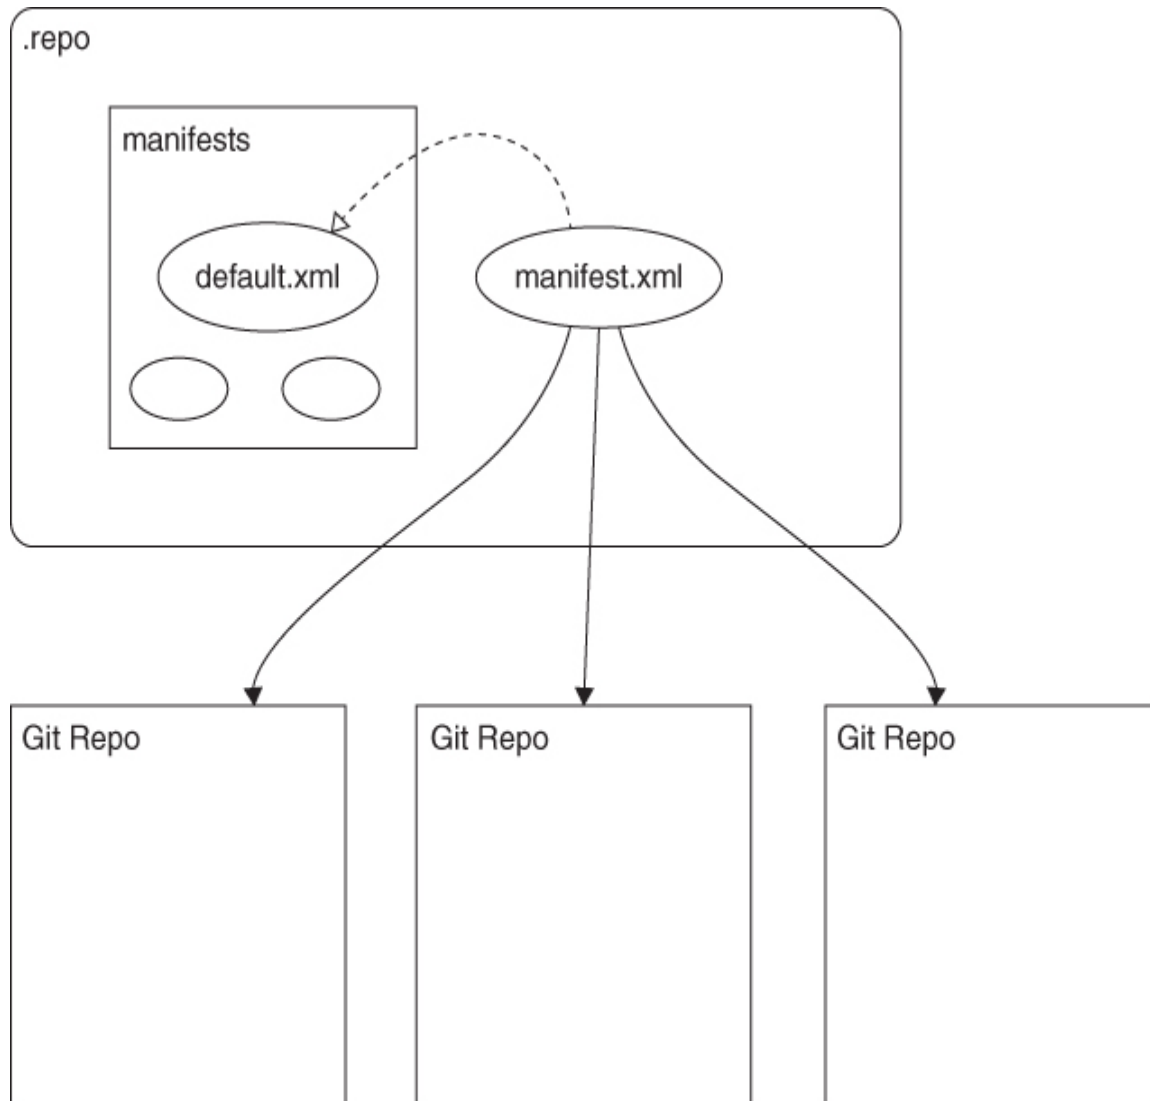 .repo
manifests
default.xml
manifest.xml
Git Repo
Git Repo
Git Repo